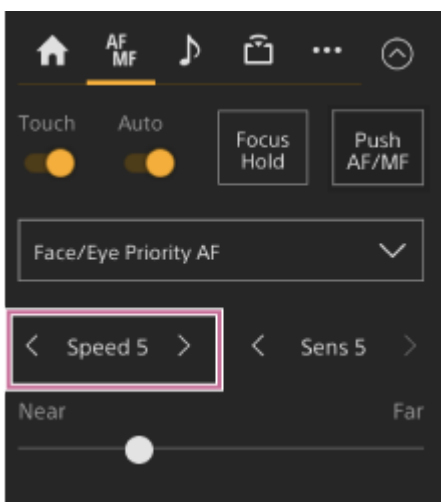 AF
MF
Touch Auto
Focus
Hold
Push
AF/MF
Face/Eye Priority AF
Speed 5
Sens 5
Near Far